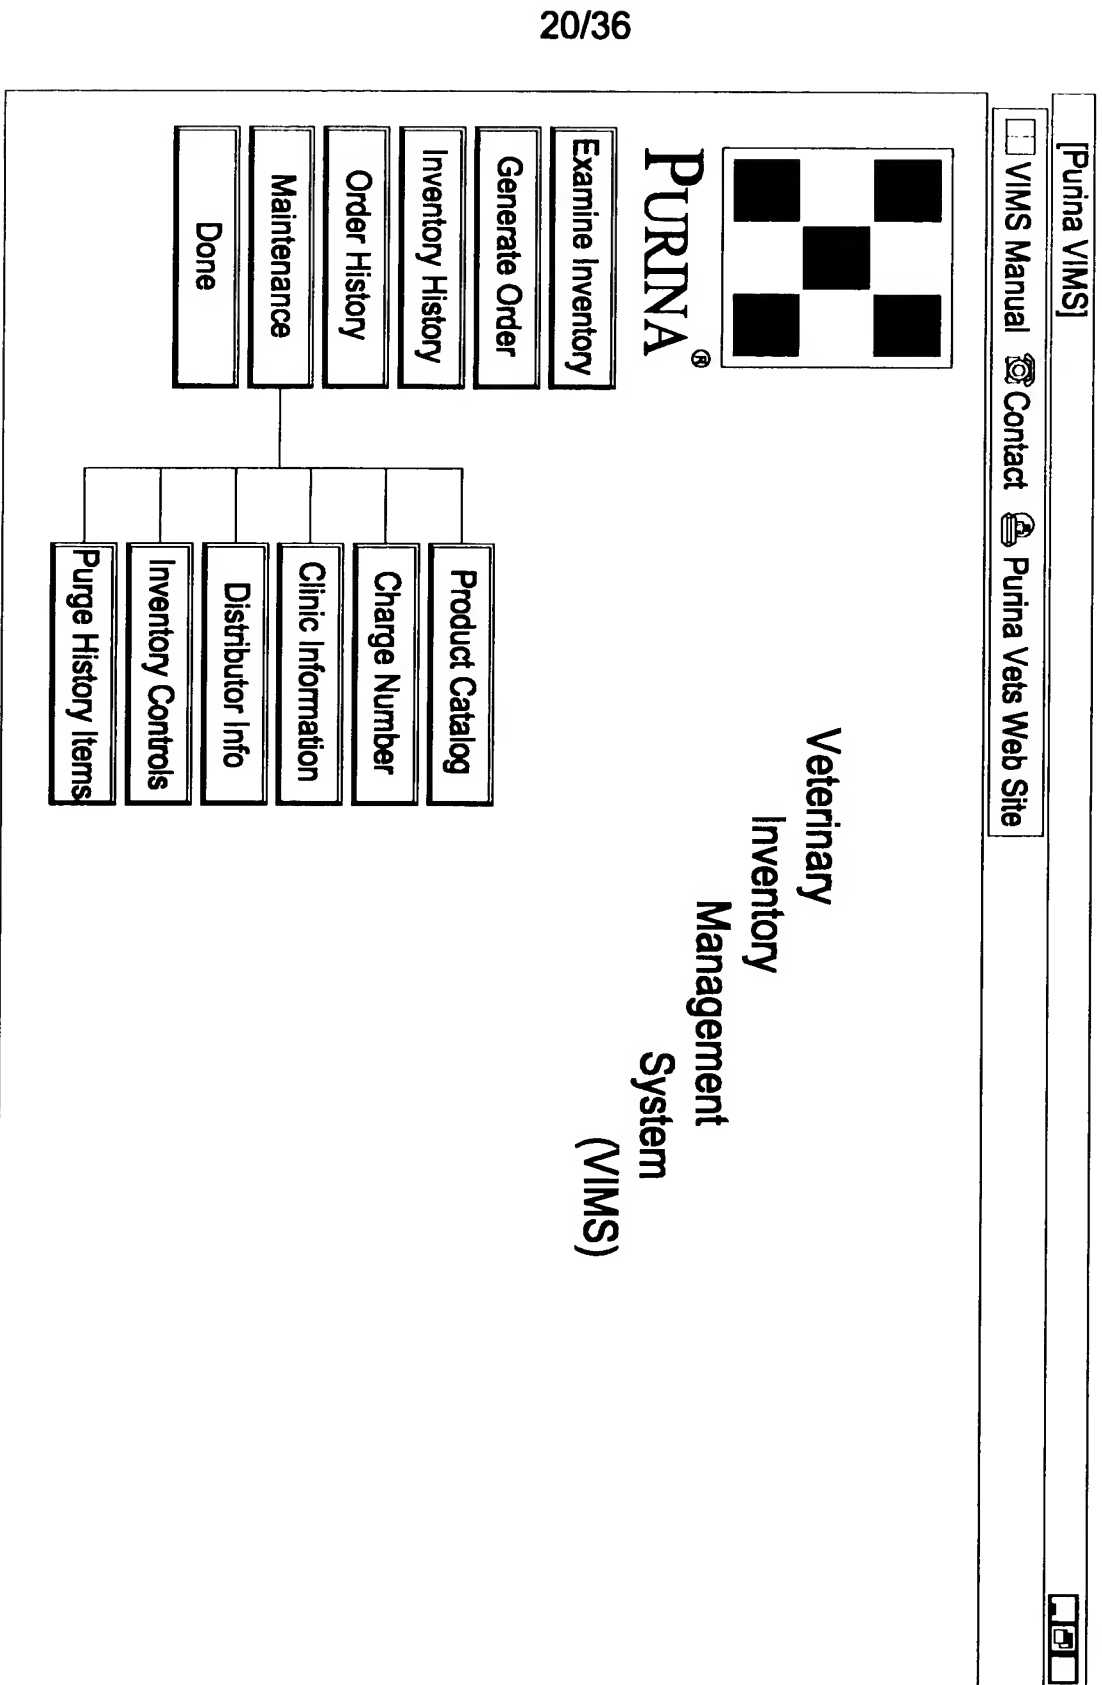 20/36
[Purina VIMS]
VIMS Manual Contact Purina Vets Web Site
PURINA®
Veterinary
Inventory
Management
System
(VIMS)
Examine Inventory
Generate Order
Inventory History
Order History
Maintenance
Done
Product Catalog
Charge Number
Clinic Information
Distributor Info
Inventory Controls
Purge History Items